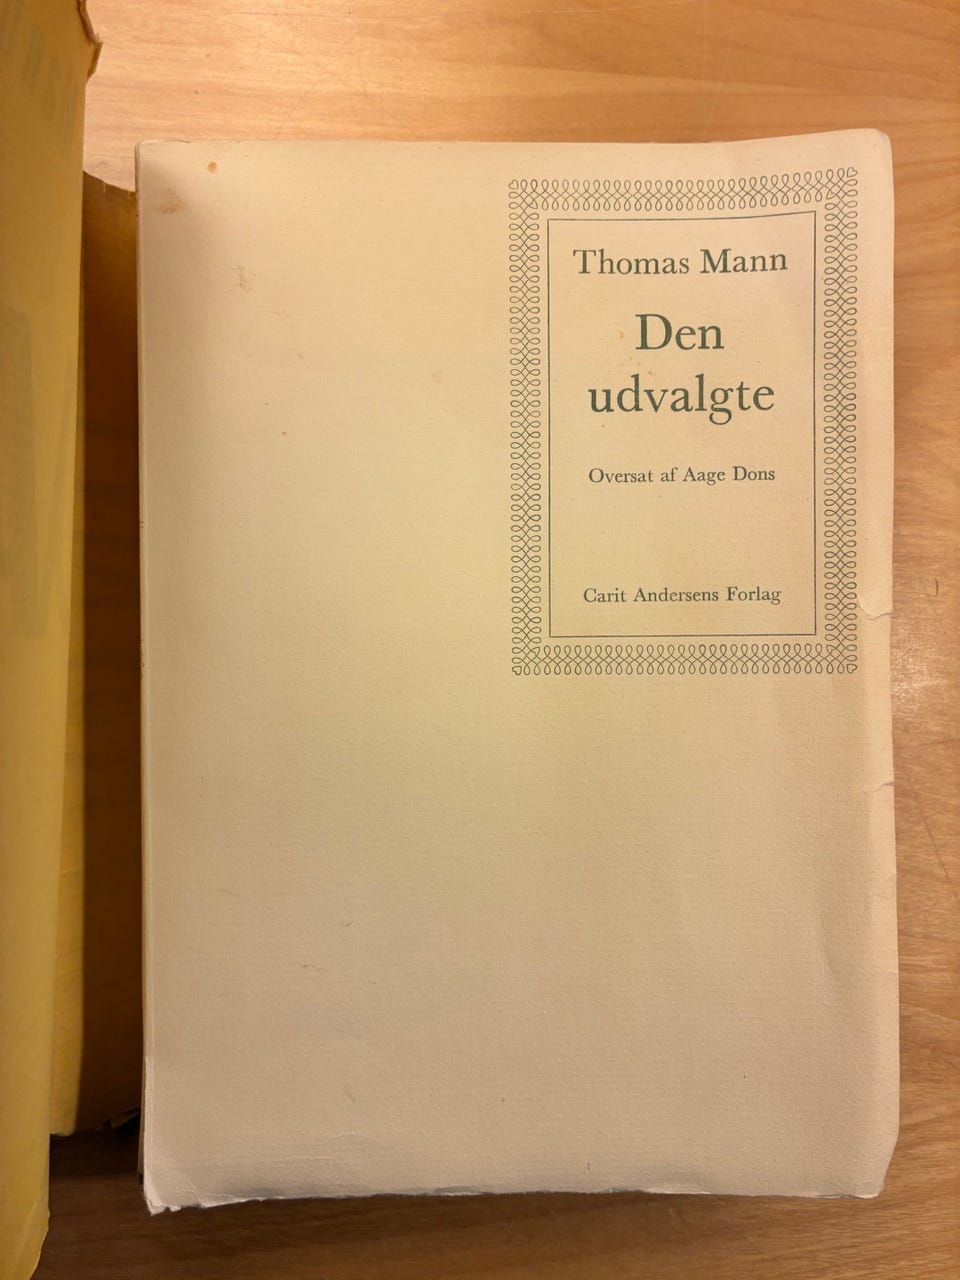 Thomas Mann
Den
udvalgte
Oversat af Aage Dons
Carit Andersens Forlag